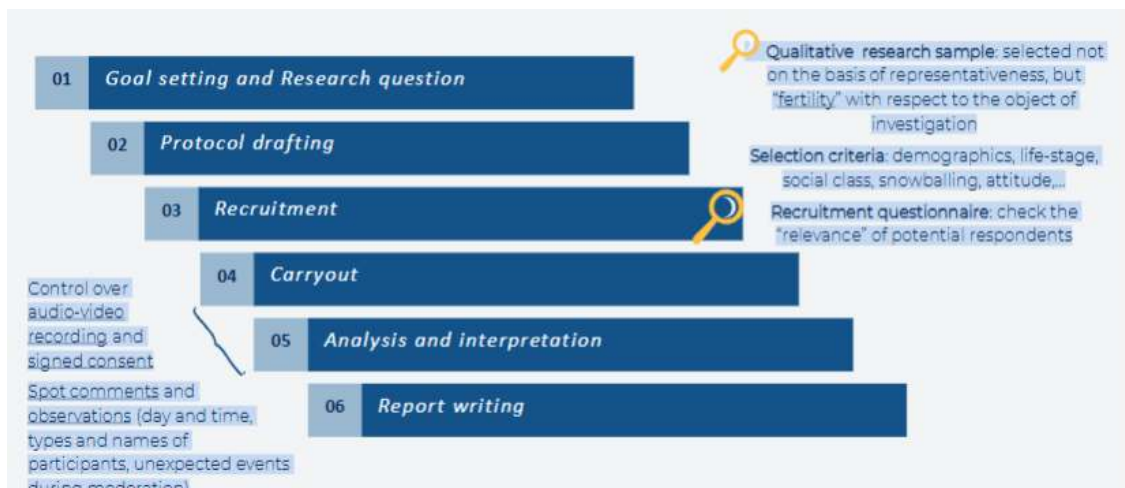 01 Goal setting and Research question
02 Protocol drafting
03 Recruitment
04 Carryout
05 Analysis and interpretation
06 Report writing
Qualitative research sample: selected not
on the basis of representativeness, but
"fertility" with respect to the object of
investigation
Selection criteria: demographics, life-stage,
social class, snowballing, attitude,...
Recruitment questionnaire: check the
"relevance" of potential respondents
Control over
audio-video
recording and
signed consent
Spot comments and
observations (day and time,
types and names of
participants, unexpected events
during moderation)